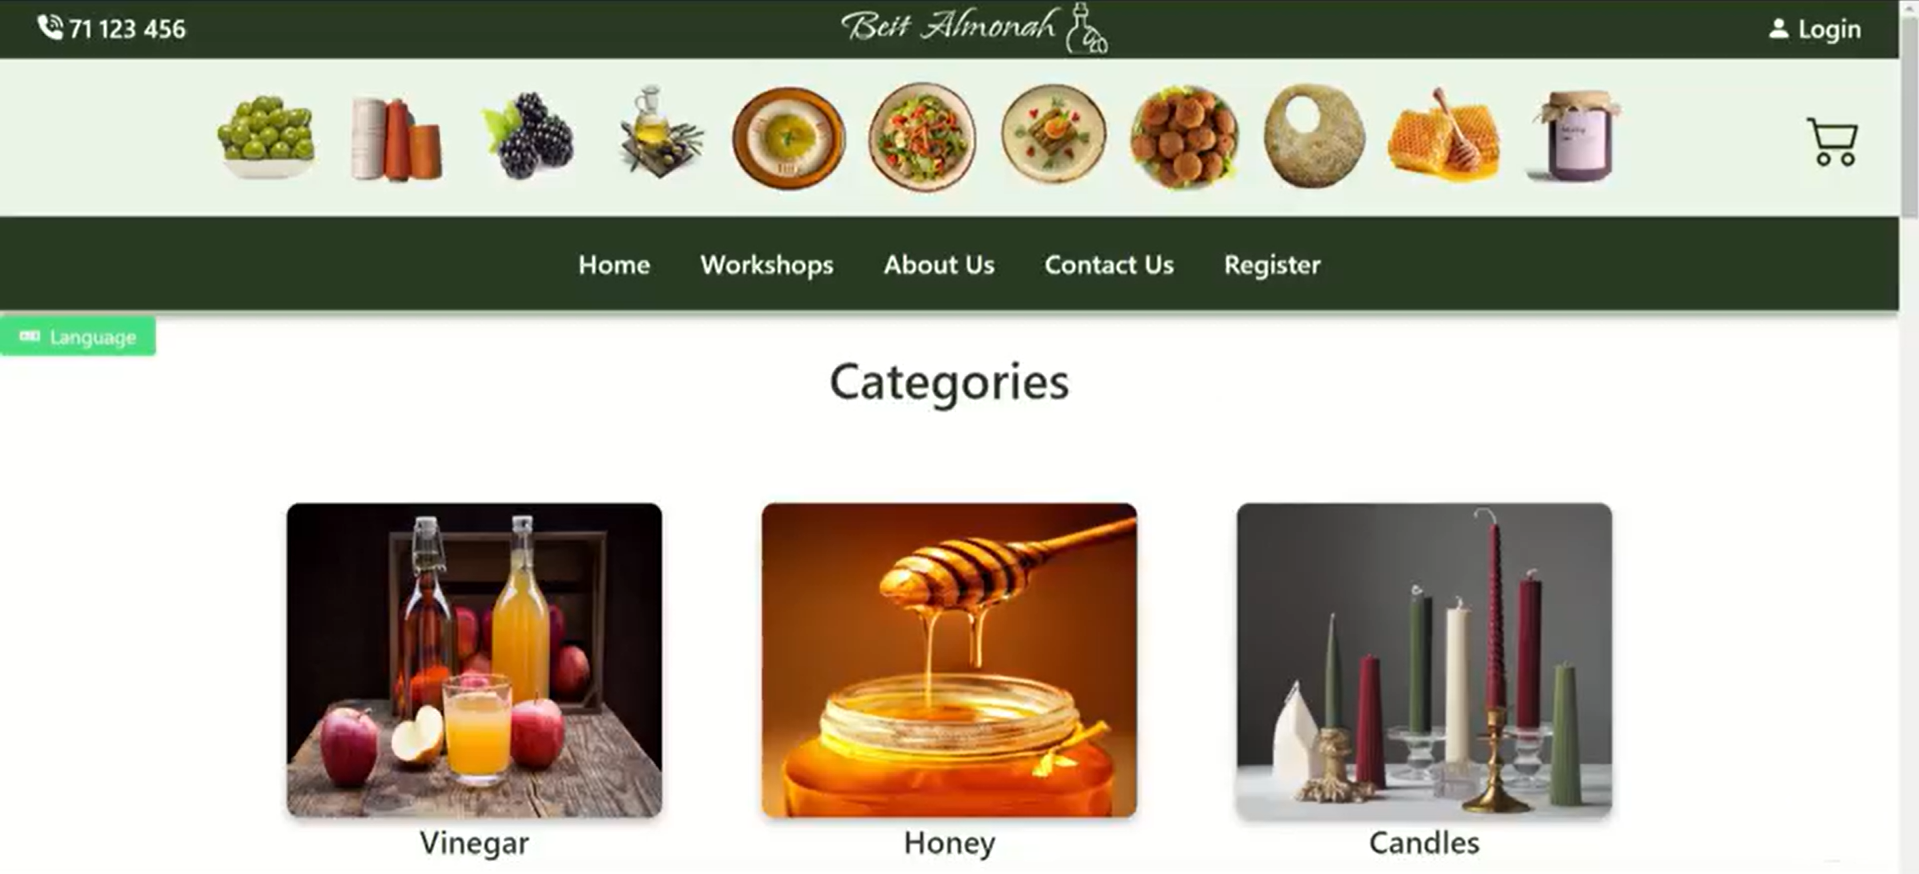 71 123 456
Beit Almonah
Login
Home Workshops About Us Contact Us Register
Language
Categories
Vinegar
Honey
Candles